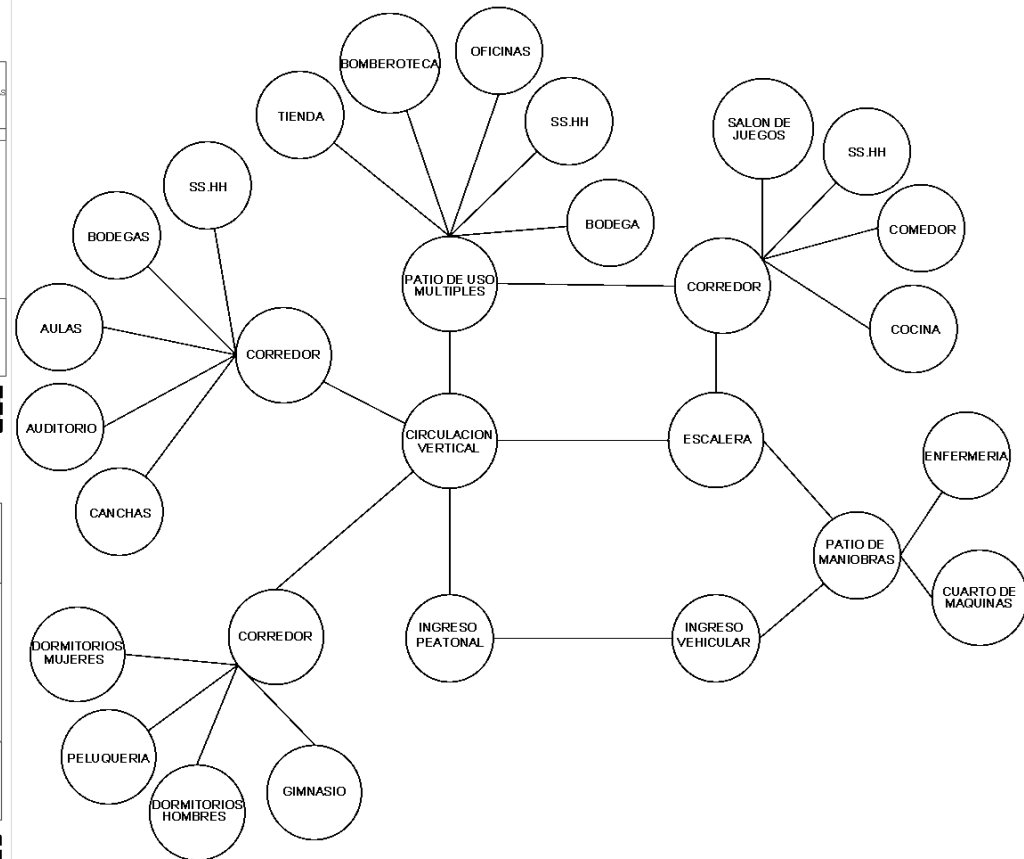 OFICINAS
BOMBEROTECA
TIENDA
SS.HH
SALON DE
JUEGOS
SS.HH
SS.HH
BODEGAS
BODEGA
COMEDOR
PATIO DE USO
MULTIPLES
CORREDOR
AULAS
CORREDOR
COCINA
AUDITORIO
CIRCULACION
VERTICAL
ESCALERA
ENFERMERIA
CANCHAS
PATIO DE
MANIOBRAS
CUARTO DE
MAQUINAS
CORREDOR
INGRESO
PEATONAL
INGRESO
VEHICULAR
DORMITORIOS
MUJERES
PELUQUERIA
GIMNASIO
DORMITORIOS
HOMBRES